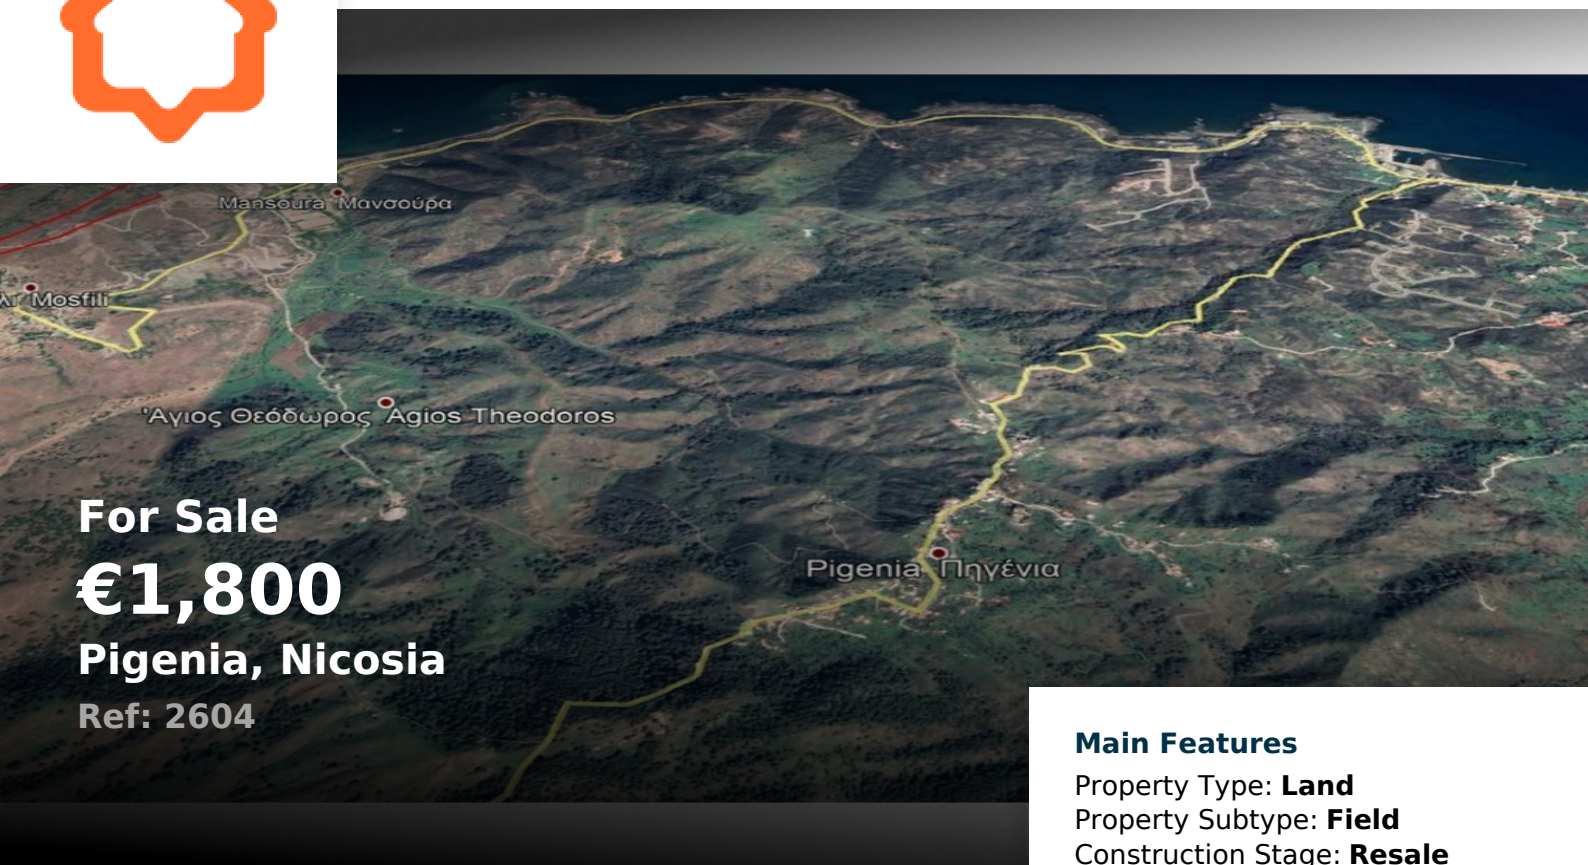 Mansoura Μανσούρα
λι Mosfili
Άγιος Θεόδωρος Agios Theodoros
Pigenia Πηγένια
For Sale
€1,800
Pigenia, Nicosia
Ref: 2604
Main Features
Property Type: Land
Property Subtype: Field
Construction Stage: Resale